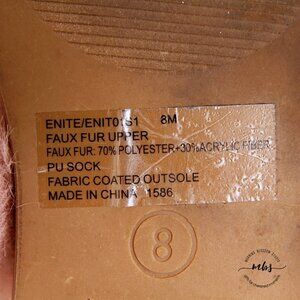 ENITE/ENIT01S1 8M
FAUX FUR UPPER
FAUX FUR: 70% POLYESTER+30%ACRYLIC FIBER
PU SOCK
FABRIC COATED OUTSOLE
MADE IN CHINA 1586
8
mbs